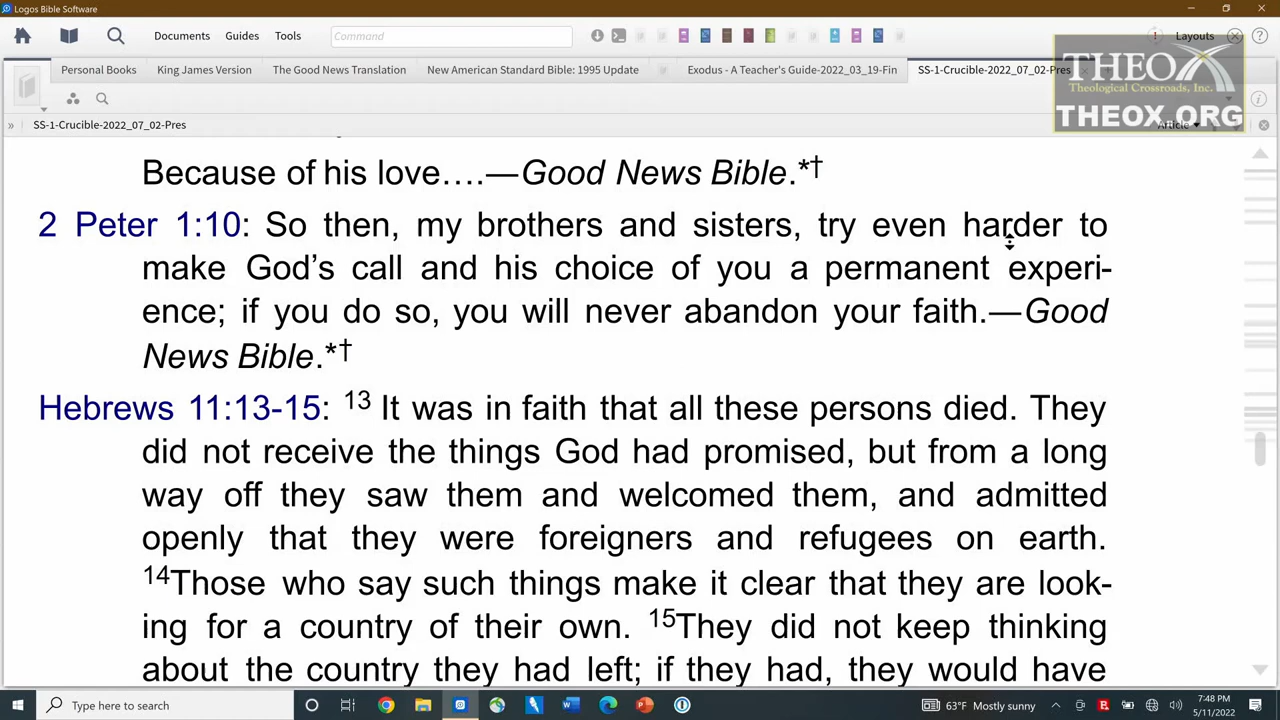 Logos Bible Software
Documents Guides Tools Command Layouts
Personal Books King James Version The Good News Translation New American Standard Bible: 1995 Update Exodus - A Teacher's Guide-2022_03_19-Fin SS-1-Crucible-2022_07_02-Pres
THEOX
Theological Crossroads, Inc.
THEOX.ORG
SS-1-Crucible-2022_07_02-Pres Article
Because of his love….—Good News Bible.*†
2 Peter 1:10: So then, my brothers and sisters, try even harder to
make God’s call and his choice of you a permanent experi-
ence; if you do so, you will never abandon your faith.—Good
News Bible.*†
Hebrews 11:13-15: 13 It was in faith that all these persons died. They
did not receive the things God had promised, but from a long
way off they saw them and welcomed them, and admitted
openly that they were foreigners and refugees on earth.
14Those who say such things make it clear that they are look-
ing for a country of their own. 15They did not keep thinking
about the country they had left; if they had, they would have
Type here to search 63°F Mostly sunny 7:48 PM
5/11/2022